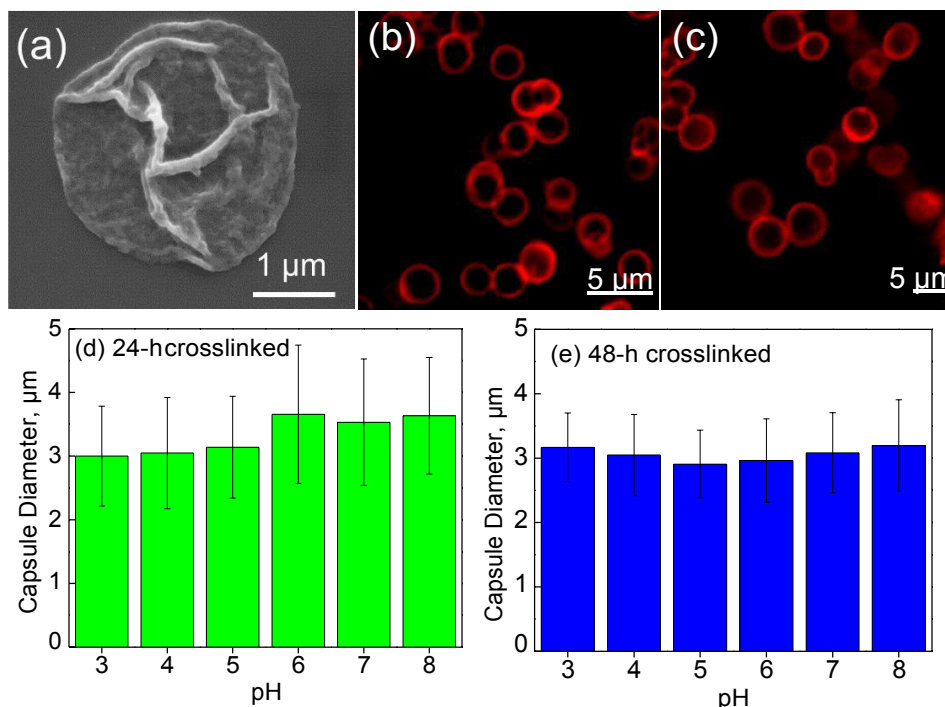 (a)
1 µm
(b)
5 µm
(c)
5 µm
(d) 24-h crosslinked
Capsule Diameter, µm
5
4
3
2
1
0
3 4 5 6 7 8
pH
(e) 48-h crosslinked
Capsule Diameter, µm
5
4
3
2
1
0
3 4 5 6 7 8
pH